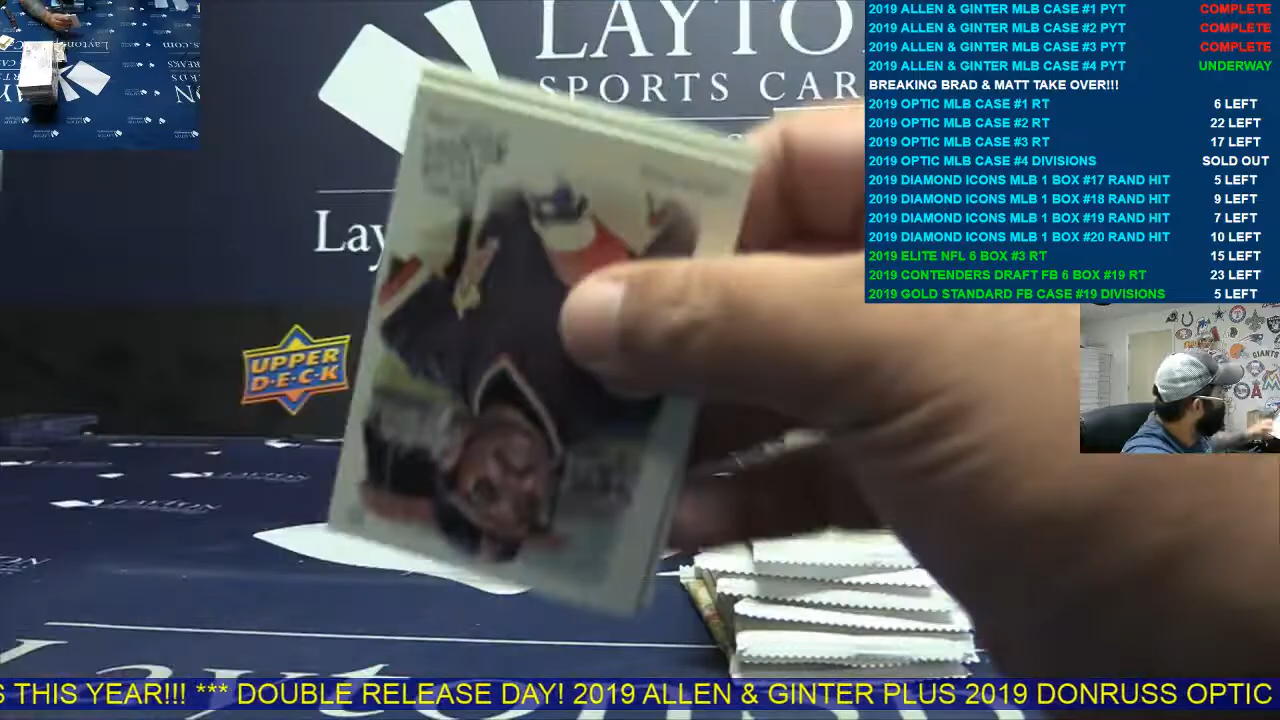 LAYTO
SPORTS CAR
Lay
UPPER
D·E·C·K
2019 ALLEN & GINTER MLB CASE #1 PYT COMPLETE
2019 ALLEN & GINTER MLB CASE #2 PYT COMPLETE
2019 ALLEN & GINTER MLB CASE #3 PYT COMPLETE
2019 ALLEN & GINTER MLB CASE #4 PYT UNDERWAY
BREAKING BRAD & MATT TAKE OVER!!!
2019 OPTIC MLB CASE #1 RT 6 LEFT
2019 OPTIC MLB CASE #2 RT 22 LEFT
2019 OPTIC MLB CASE #3 RT 17 LEFT
2019 OPTIC MLB CASE #4 DIVISIONS SOLD OUT
2019 DIAMOND ICONS MLB 1 BOX #17 RAND HIT 5 LEFT
2019 DIAMOND ICONS MLB 1 BOX #18 RAND HIT 9 LEFT
2019 DIAMOND ICONS MLB 1 BOX #19 RAND HIT 7 LEFT
2019 DIAMOND ICONS MLB 1 BOX #20 RAND HIT 10 LEFT
2019 ELITE NFL 6 BOX #3 RT 15 LEFT
2019 CONTENDERS DRAFT FB 6 BOX #19 RT 23 LEFT
2019 GOLD STANDARD FB CASE #19 DIVISIONS 5 LEFT
GIANTS
S THIS YEAR!!! *** DOUBLE RELEASE DAY! 2019 ALLEN & GINTER PLUS 2019 DONRUSS OPTIC